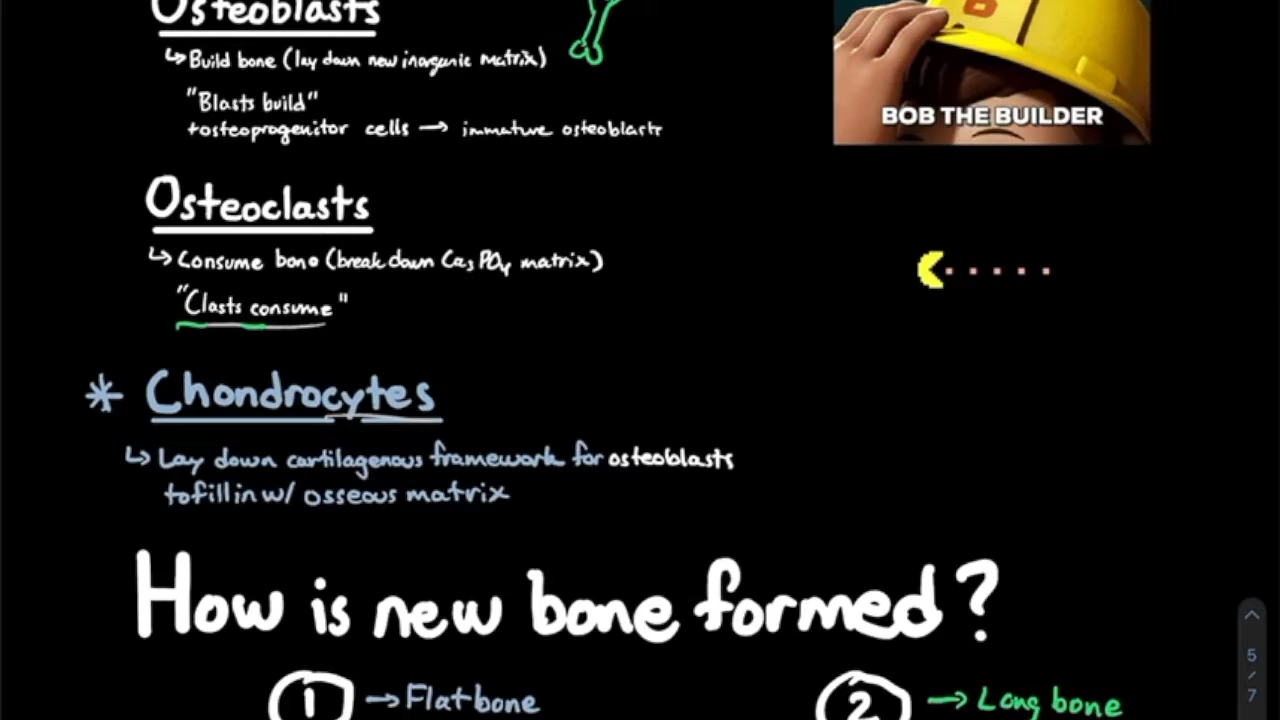 Osteoblasts
↳ Build bone (lay down new inorganic matrix)
"Blasts build"
+osteoprogenitor cells → immature osteoblasts
BOB THE BUILDER
Osteoclasts
↳ Consume bone (break down Ca3PO4 matrix)
"Clasts consume"
* Chondrocytes
↳ Lay down cartilagenous framework for osteoblasts
to fill in w/ osseous matrix
How is new bone formed?
1 → Flat bone
2 → Long bone
5
/
7